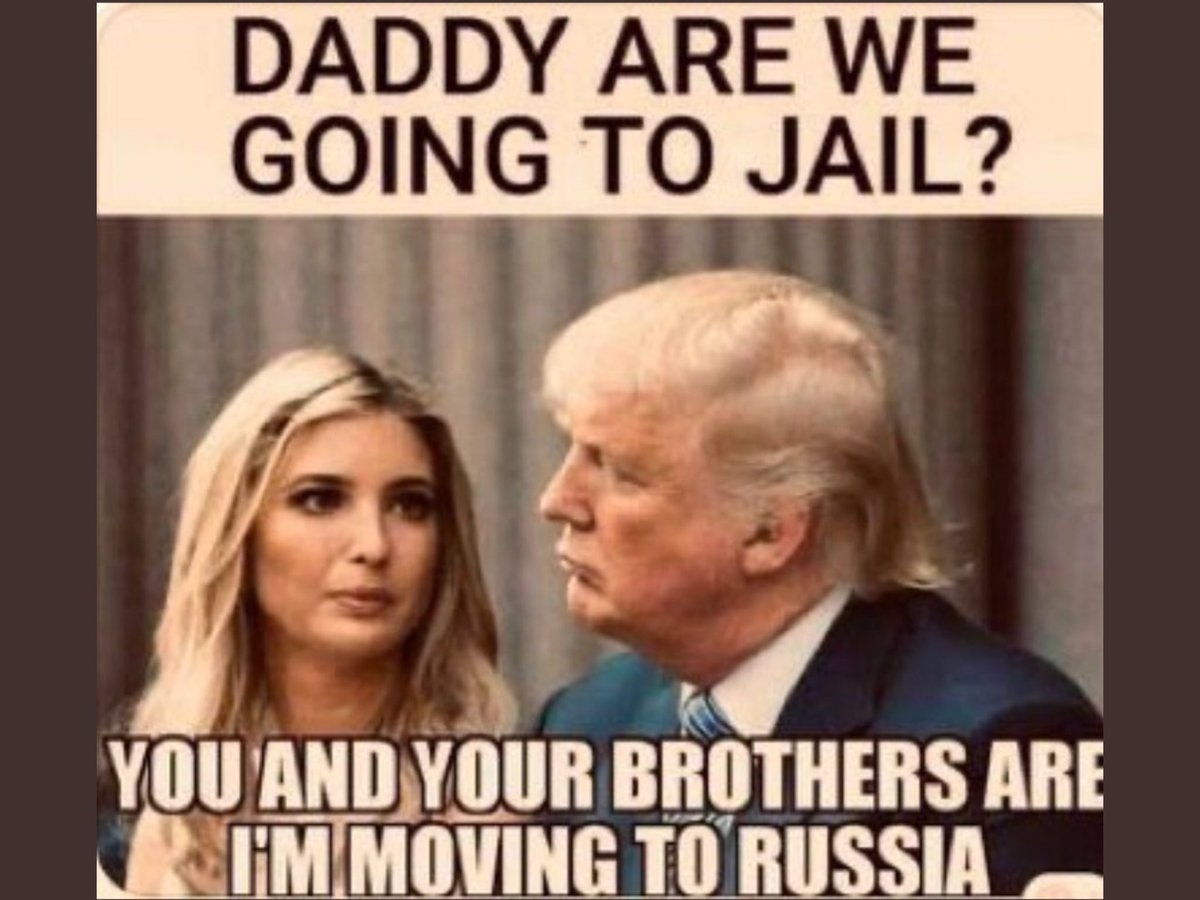 DADDY ARE WE
GOING TO JAIL?
YOU AND YOUR BROTHERS ARE
I'M MOVING TO RUSSIA